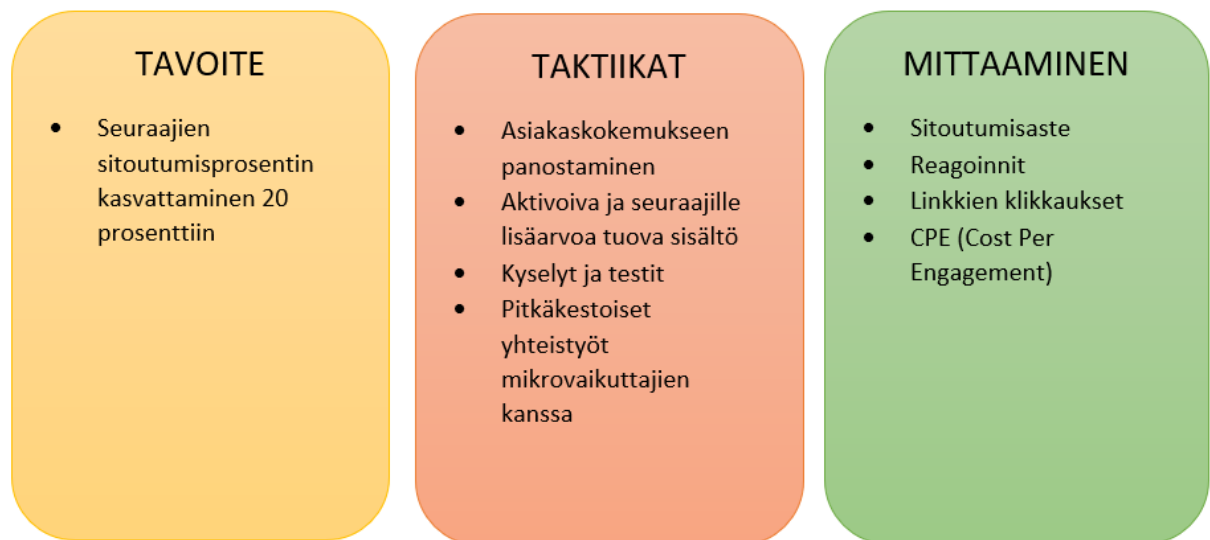 TAVOITE
• Seuraajien
sitoutumisprosentin
kasvattaminen 20
prosenttiin
TAKTIIKAT
• Asiakaskokemukseen
panostaminen
• Aktivoiva ja seuraajille
lisäarvoa tuova sisältö
• Kyselyt ja testit
• Pitkäkestoiset
yhteistyöt
mikrovaikuttajien
kanssa
MITTAAMINEN
• Sitoutumisaste
• Reagoinnit
• Linkkien klikkaukset
• CPE (Cost Per
Engagement)